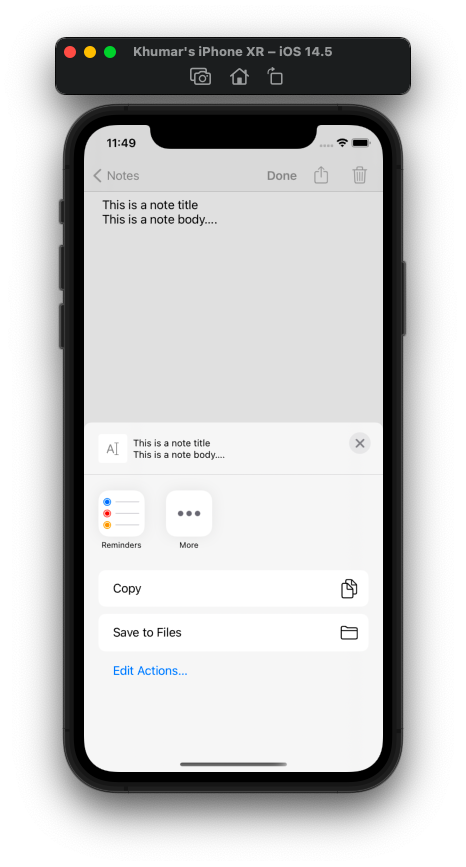 Khumar's iPhone XR – iOS 14.5
11:49
Notes
Done
This is a note title
This is a note body....
AI
This is a note title
This is a note body....
Reminders
More
Copy
Save to Files
Edit Actions...